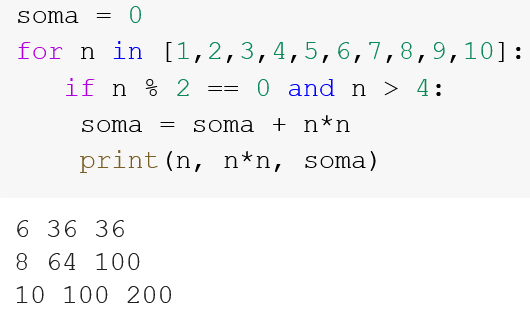 soma = 0
for n in [1,2,3,4,5,6,7,8,9,10]:
   if n % 2 == 0 and n > 4:
    soma = soma + n*n
    print(n, n*n, soma)
6 36 36
8 64 100
10 100 200